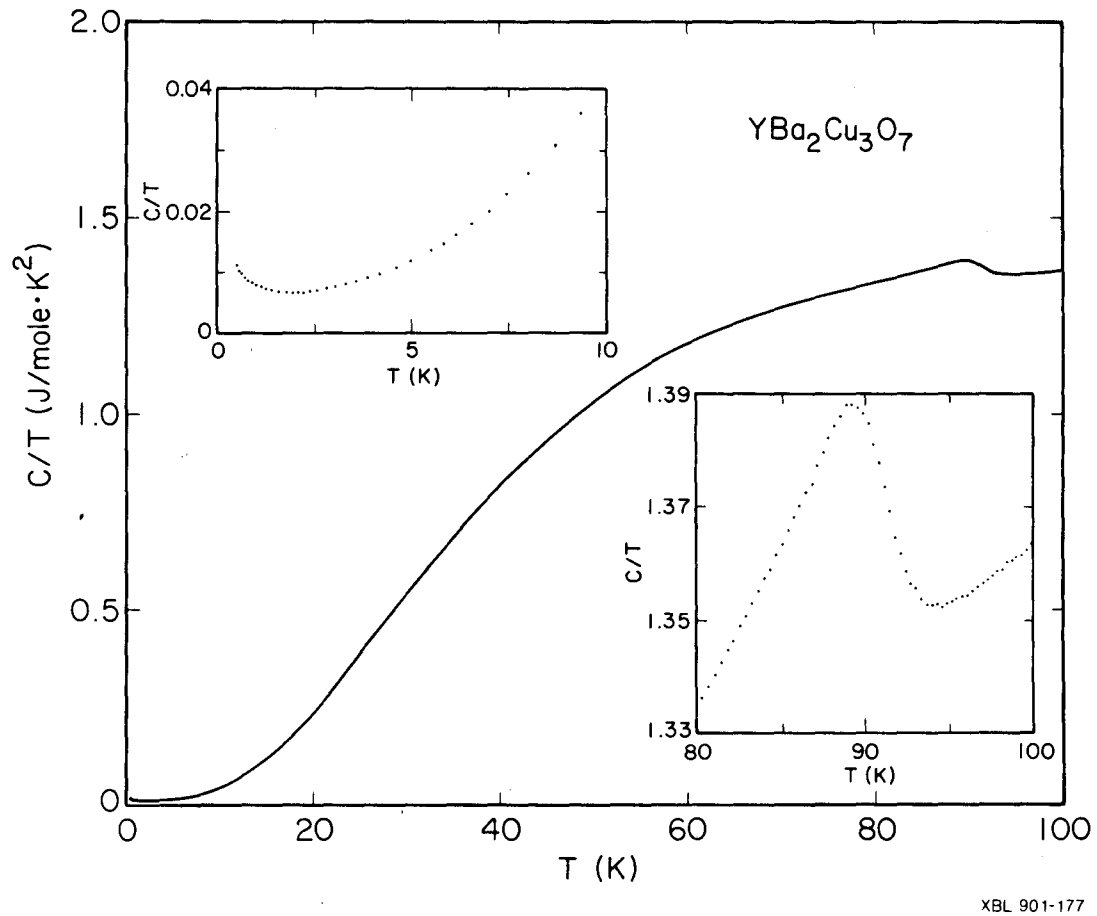 2.0
1.5
1.0
0.5
0
C/T (J/mole·K²)
0 20 40 60 80 100
T (K)
YBa₂Cu₃O₇
0.04
0.02
0
C/T
0 5 10
T (K)
1.39
1.37
1.35
1.33
C/T
80 90 100
T (K)
XBL 901-177